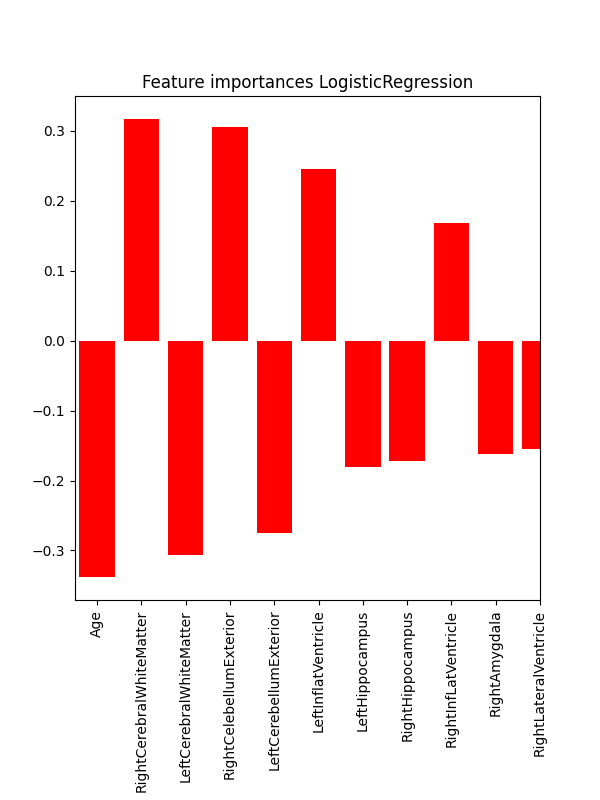 Feature importances LogisticRegression
0.3
0.2
0.1
0.0
−0.1
−0.2
−0.3
Age
RightCerebralWhiteMatter
LeftCerebralWhiteMatter
RightCelebellumExterior
LeftCerebellumExterior
LeftInflatVentricle
LeftHippocampus
RightHippocampus
RightInfLatVentricle
RightAmygdala
RightLateralVentricle